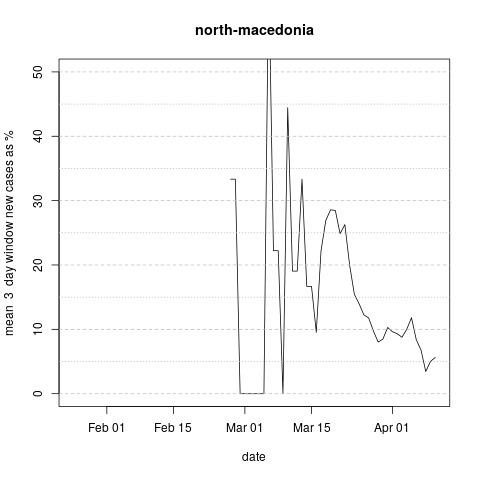 north-macedonia
mean  3  day window new cases as %
50
40
30
20
10
0
Feb 01
Feb 15
Mar 01
Mar 15
Apr 01
date